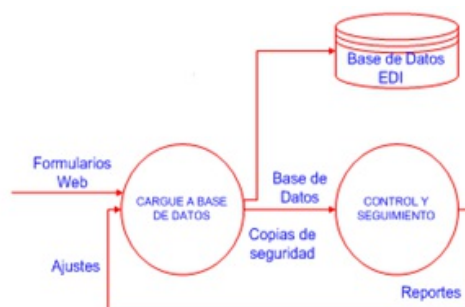 Base de Datos
EDI
Formularios
Web
CARGUE A BASE
DE DATOS
Base de
Datos
Copias de
seguridad
CONTROL Y
SEGUIMIENTO
Ajustes
Reportes